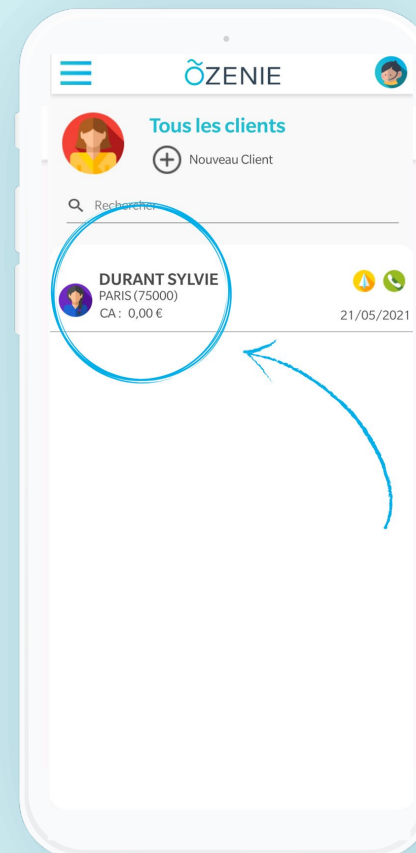 ÕZENIE
Tous les clients
Nouveau Client
Rechercher
DURANT SYLVIE
PARIS (75000)
CA : 0,00 €
21/05/2021